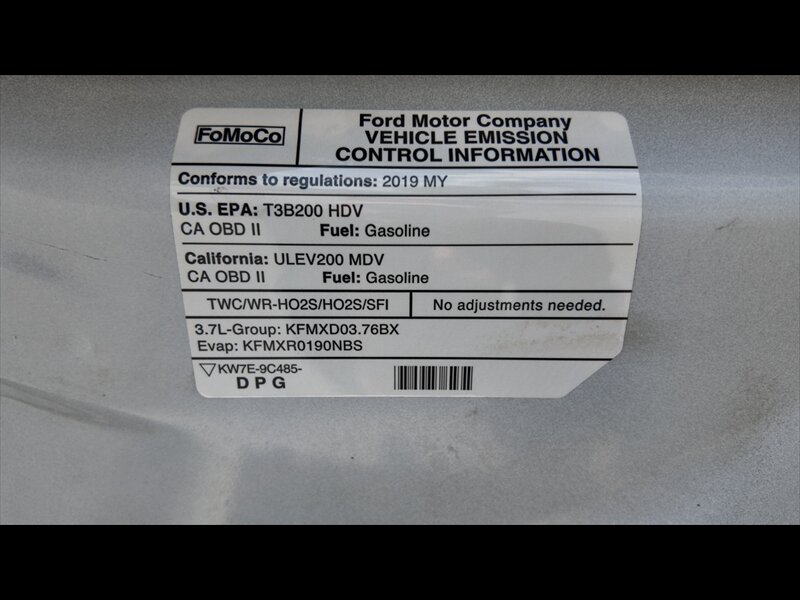 FoMoCo
Ford Motor Company
VEHICLE EMISSION
CONTROL INFORMATION
Conforms to regulations: 2019 MY
U.S. EPA: T3B200 HDV
CA OBD II Fuel: Gasoline
California: ULEV200 MDV
CA OBD II Fuel: Gasoline
TWC/WR-HO2S/HO2S/SFI No adjustments needed.
3.7L-Group: KFMXD03.76BX
Evap: KFMXR0190NBS
KW7E-9C485-
D P G